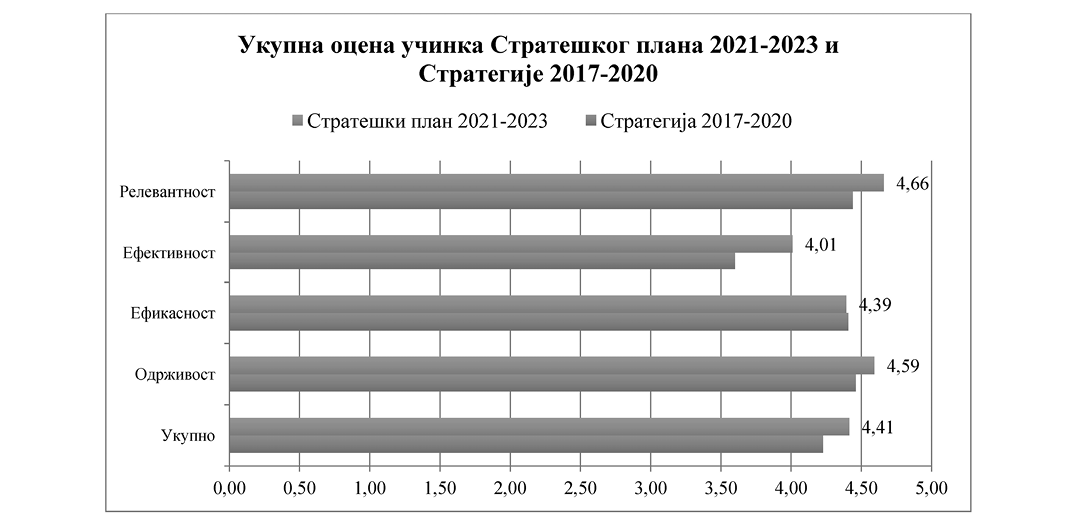 Укупна оцена учинка Стратешког плана 2021-2023 и
Стратегије 2017-2020
Стратешки план 2021-2023
Стратегија 2017-2020
Релевантност
4,66
Ефективност
4,01
Ефикасност
4,39
Одрживост
4,59
Укупно
4,41
0,00 0,50 1,00 1,50 2,00 2,50 3,00 3,50 4,00 4,50 5,00